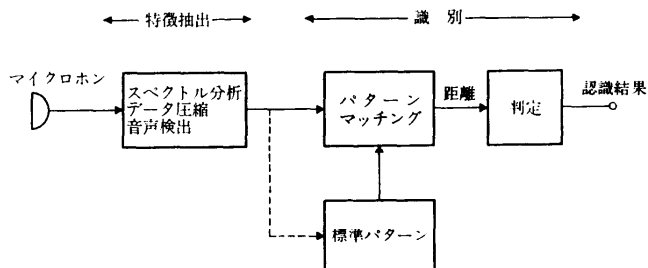 特徴抽出
識 別
マイクロホン
スペクトル分析
データ圧縮
音声検出
パターン
マッチング
距離
判定
認識結果
標準パターン